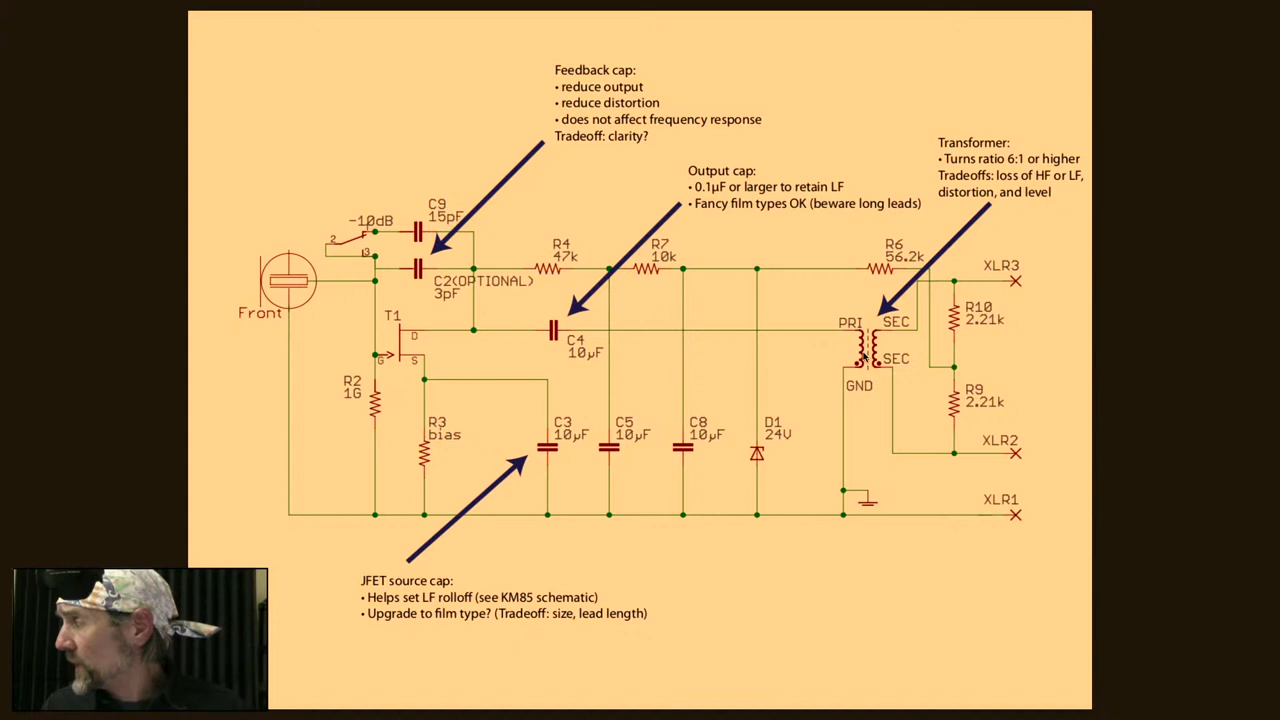 Feedback cap:
• reduce output
• reduce distortion
• does not affect frequency response
Tradeoff: clarity?
Transformer:
• Turns ratio 6:1 or higher
Tradeoffs: loss of HF or LF,
distortion, and level
Output cap:
• 0.1µF or larger to retain LF
• Fancy film types OK (beware long leads)
C9
15pF
-10dB
2
3
C2(OPTIONAL)
3pF
R4
47k
R7
10k
R6
56.2k
XLR3
Front
T1
D
G
S
C4
10µF
PRI
SEC
SEC
GND
R10
2.21k
R2
1G
R3
bias
C3
10µF
C5
10µF
C8
10µF
D1
24V
R9
2.21k
XLR2
XLR1
JFET source cap:
• Helps set LF rolloff (see KM85 schematic)
• Upgrade to film type? (Tradeoff: size, lead length)